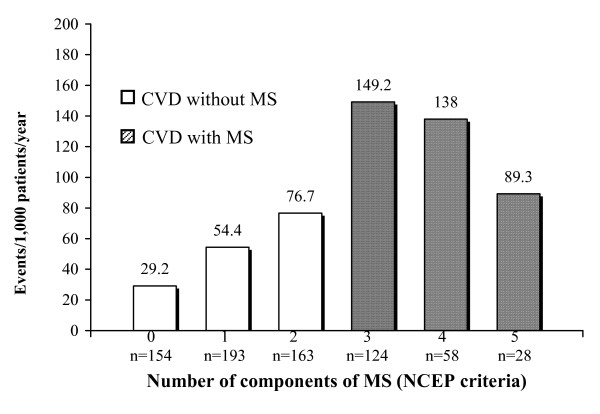 200
180
160
140
120
100
80
60
40
20
0
Events/1,000 patients/year
CVD without MS
CVD with MS
29.2
54.4
76.7
149.2
138
89.3
0 1 2 3 4 5
n=154 n=193 n=163 n=124 n=58 n=28
Number of components of MS (NCEP criteria)